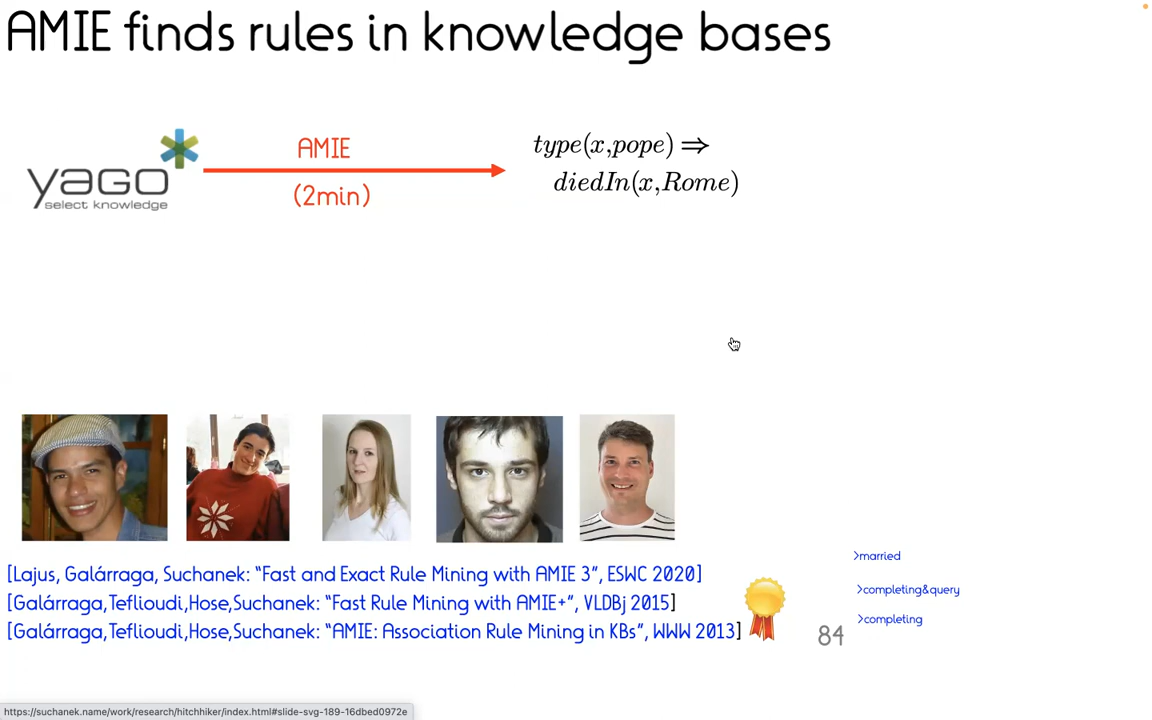 AMIE finds rules in knowledge bases
yago
select knowledge
AMIE
(2min)
type(x,pope) ⇒
diedIn(x,Rome)
[Lajus, Galárraga, Suchanek: “Fast and Exact Rule Mining with AMIE 3”, ESWC 2020]
[Galárraga,Teflioudi,Hose,Suchanek: “Fast Rule Mining with AMIE+”, VLDBj 2015]
[Galárraga,Teflioudi,Hose,Suchanek: “AMIE: Association Rule Mining in KBs”, WWW 2013]
84
>married
>completing&query
>completing
https://suchanek.name/work/research/hitchhiker/index.html#slide-svg-189-16dbed0972e